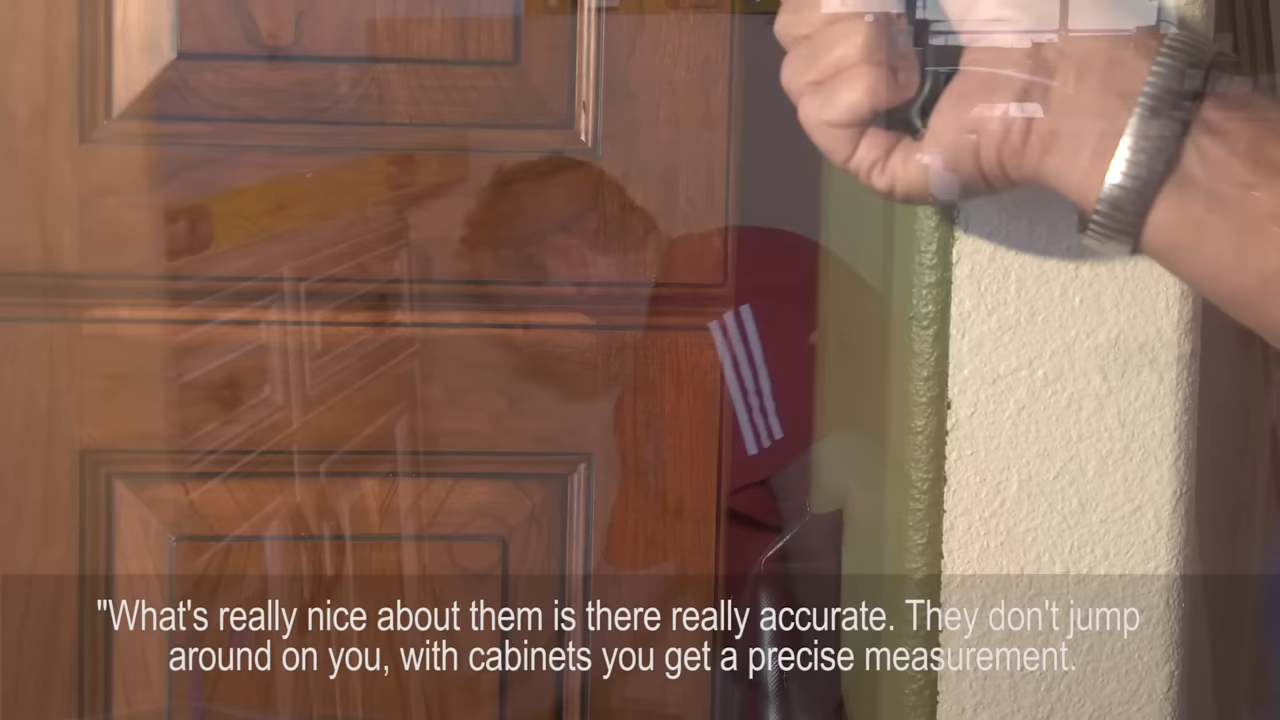 "What's really nice about them is there really accurate. They don't jump
around on you, with cabinets you get a precise measurement.